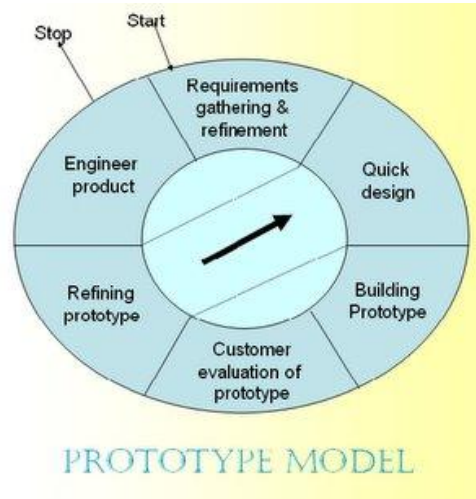 Stop
Start
Requirements
gathering &
refinement
Quick
design
Building
Prototype
Customer
evaluation of
prototype
Refining
prototype
Engineer
product
PROTOTYPE MODEL